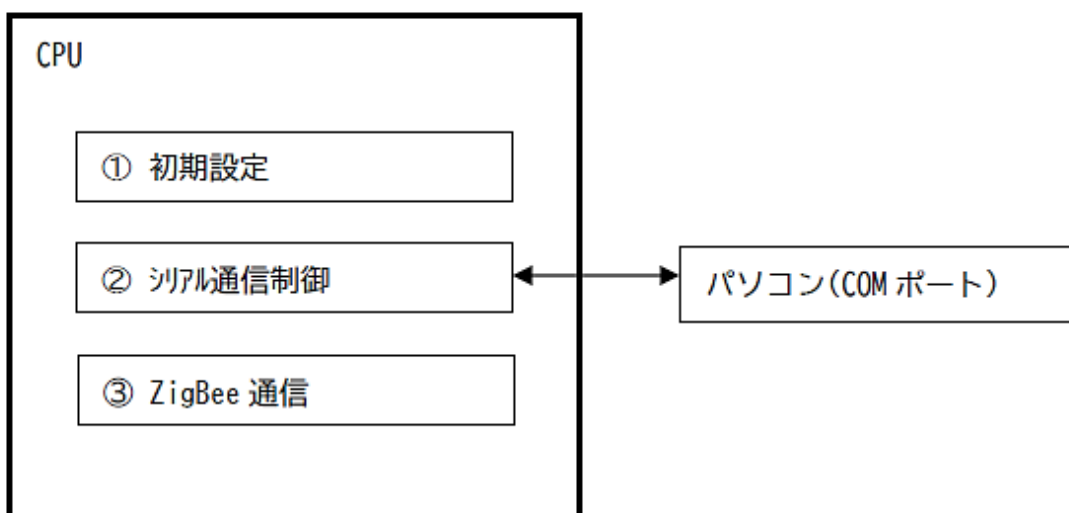 CPU
① 初期設定
② ｼﾘｱﾙ通信制御
パソコン(COM ポート)
③ ZigBee 通信